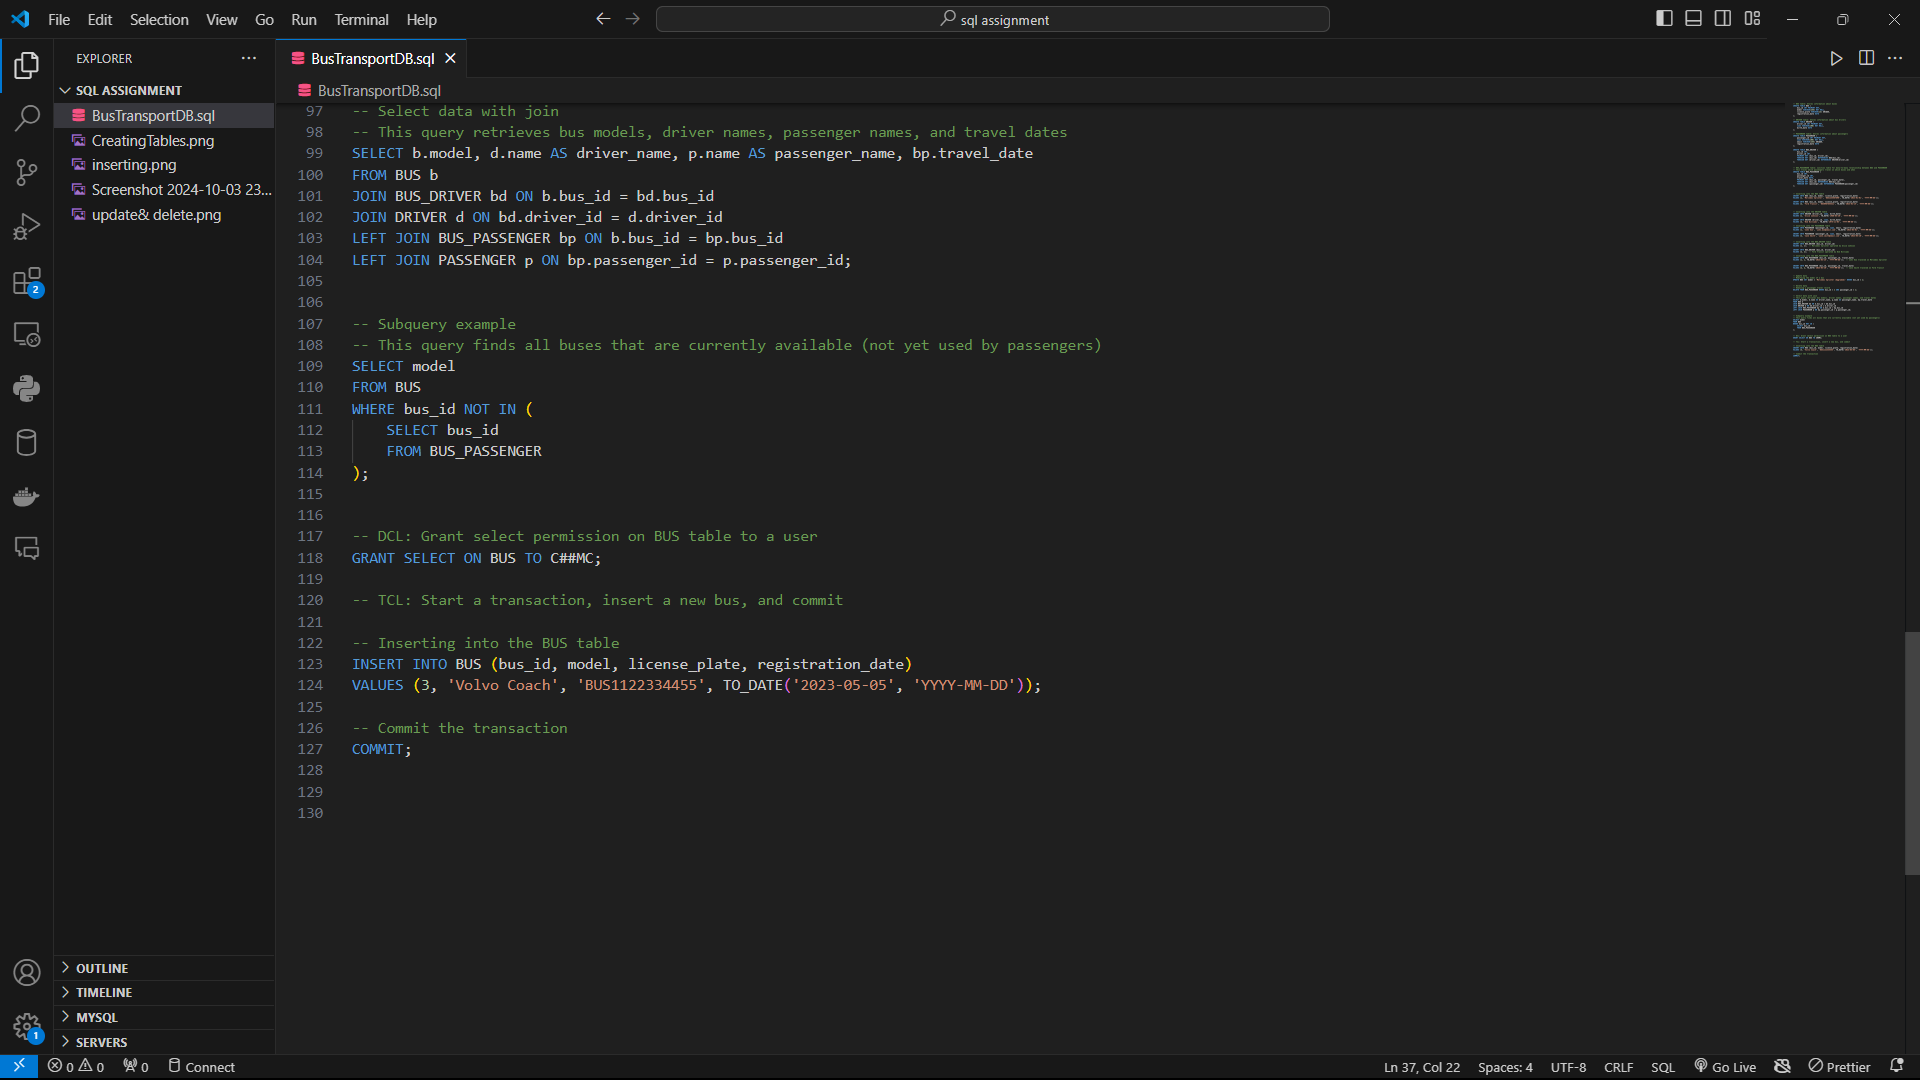 File Edit Selection View Go Run Terminal Help
sql assignment
EXPLORER
BusTransportDB.sql
SQL ASSIGNMENT
BusTransportDB.sql
CreatingTables.png
inserting.png
Screenshot 2024-10-03 23...
update& delete.png
BusTransportDB.sql
97 -- Select data with join
98 -- This query retrieves bus models, driver names, passenger names, and travel dates
99 SELECT b.model, d.name AS driver_name, p.name AS passenger_name, bp.travel_date
100 FROM BUS b
101 JOIN BUS_DRIVER bd ON b.bus_id = bd.bus_id
102 JOIN DRIVER d ON bd.driver_id = d.driver_id
103 LEFT JOIN BUS_PASSENGER bp ON b.bus_id = bp.bus_id
104 LEFT JOIN PASSENGER p ON bp.passenger_id = p.passenger_id;
105
106
107 -- Subquery example
108 -- This query finds all buses that are currently available (not yet used by passengers)
109 SELECT model
110 FROM BUS
111 WHERE bus_id NOT IN (
112 SELECT bus_id
113 FROM BUS_PASSENGER
114 );
115
116
117 -- DCL: Grant select permission on BUS table to a user
118 GRANT SELECT ON BUS TO C##MC;
119
120 -- TCL: Start a transaction, insert a new bus, and commit
121
122 -- Inserting into the BUS table
123 INSERT INTO BUS (bus_id, model, license_plate, registration_date)
124 VALUES (3, 'Volvo Coach', 'BUS1122334455', TO_DATE('2023-05-05', 'YYYY-MM-DD'));
125
126 -- Commit the transaction
127 COMMIT;
128
129
130
2
OUTLINE
TIMELINE
MYSQL
SERVERS
1
0 0 0 Connect
Ln 37, Col 22 Spaces: 4 UTF-8 CRLF SQL Go Live Prettier